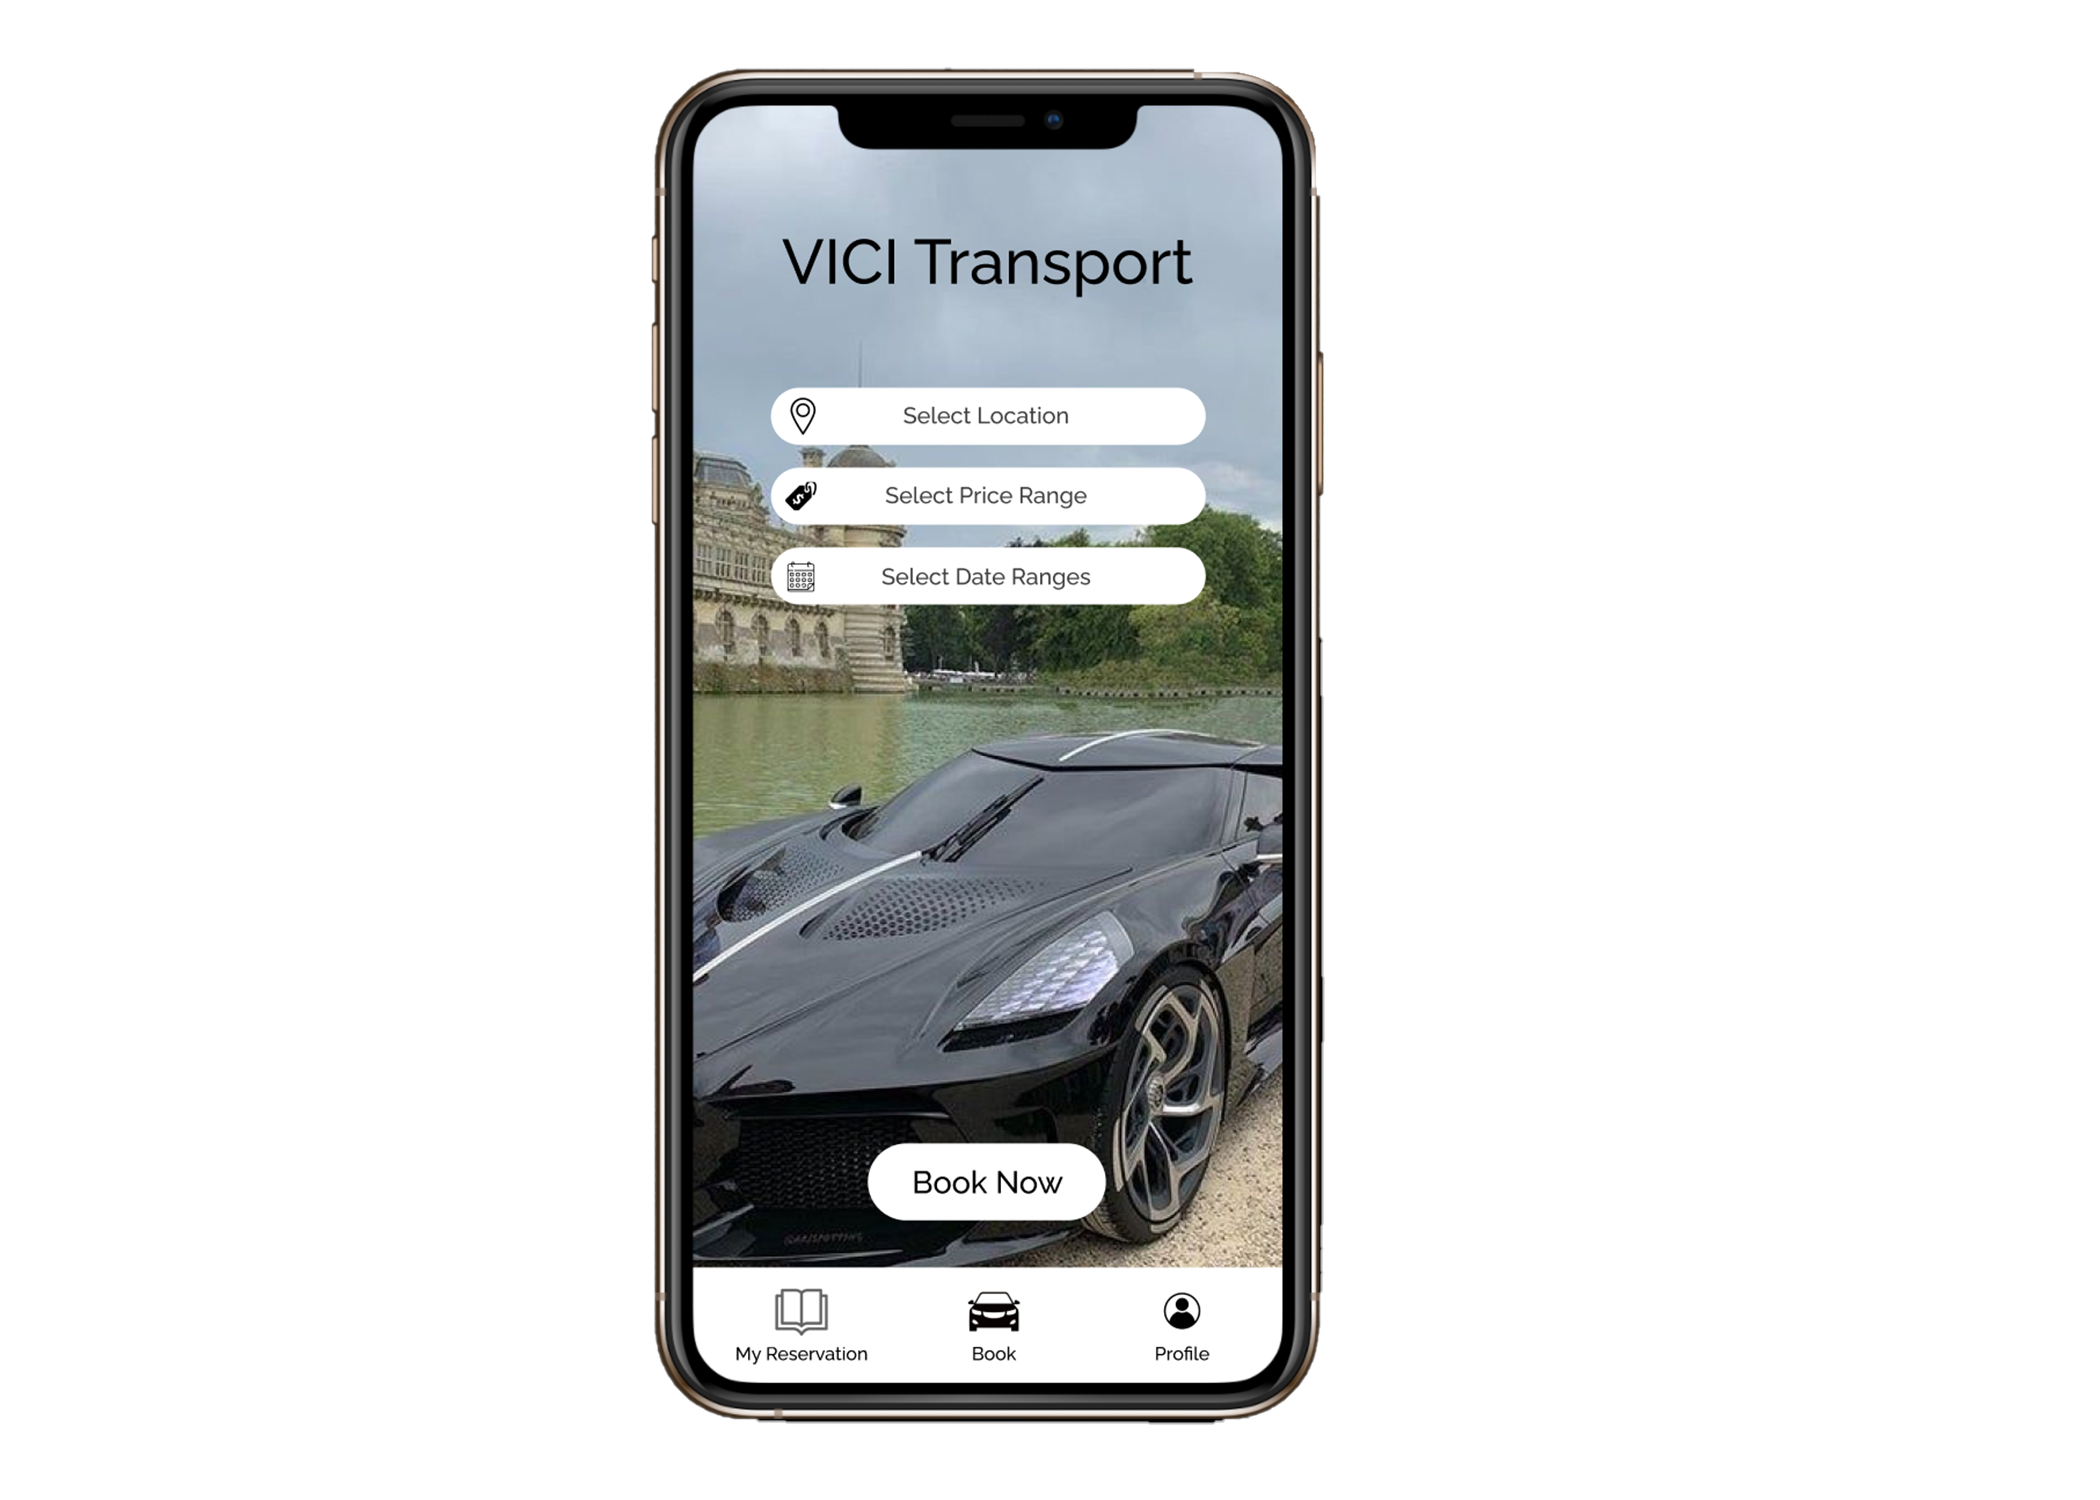 VICI Transport
Select Location
Select Price Range
Select Date Ranges
Book Now
My Reservation
Book
Profile